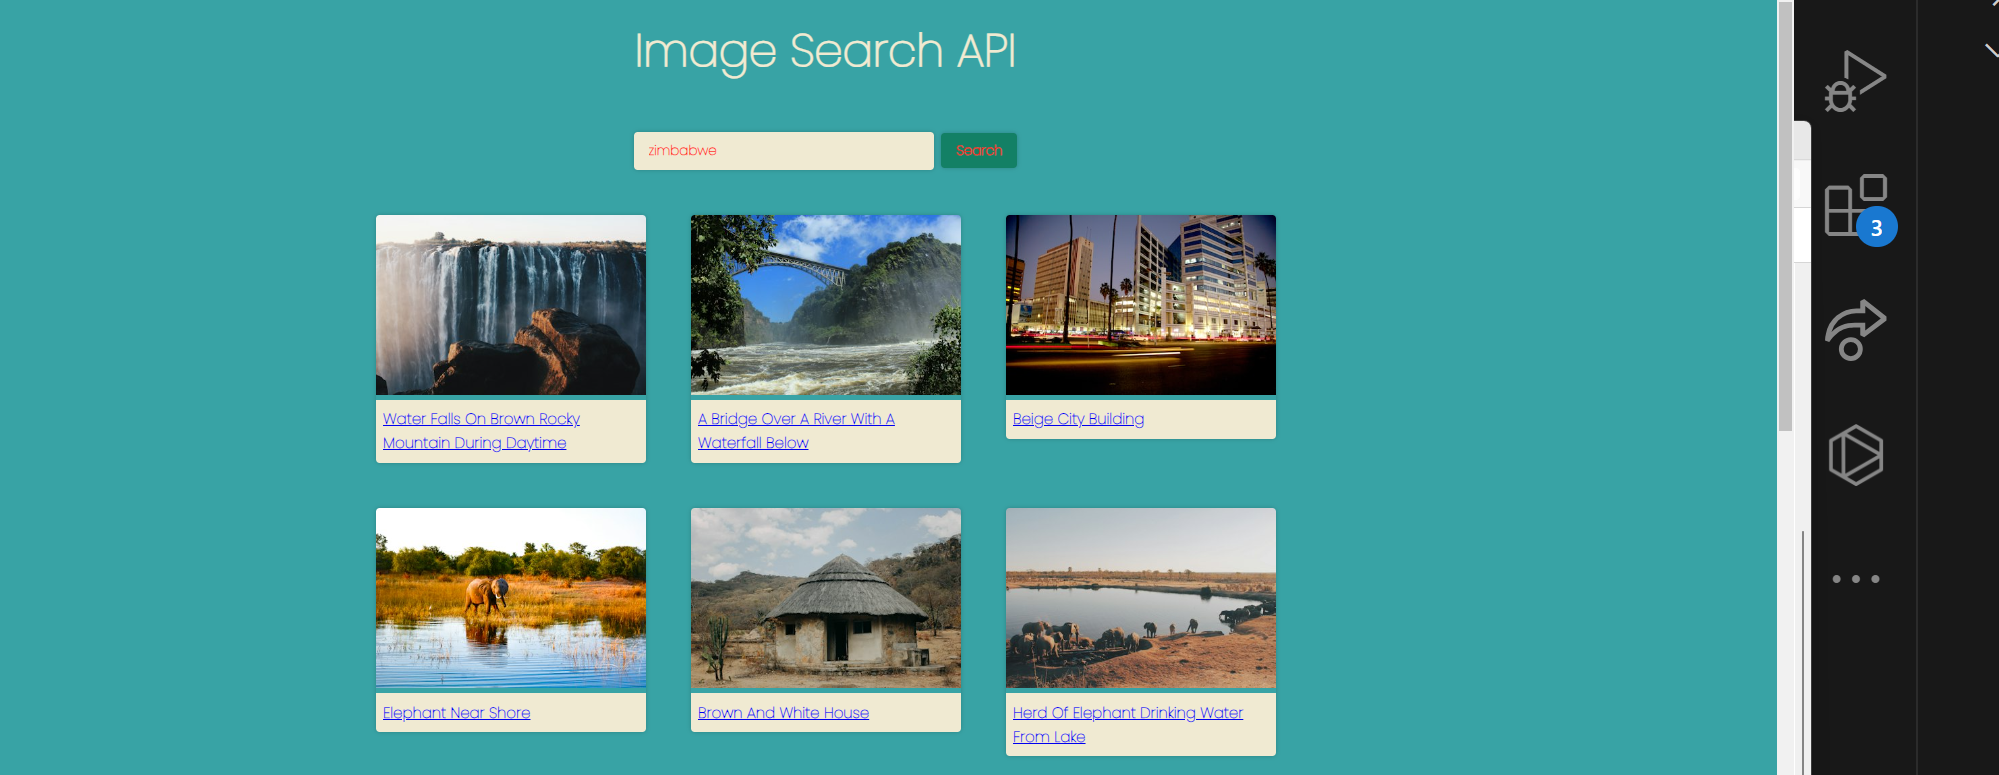 Image Search API
zimbabwe
Search
Water Falls On Brown Rocky
Mountain During Daytime
A Bridge Over A River With A
Waterfall Below
Beige City Building
Elephant Near Shore
Brown And White House
Herd Of Elephant Drinking Water
From Lake
3